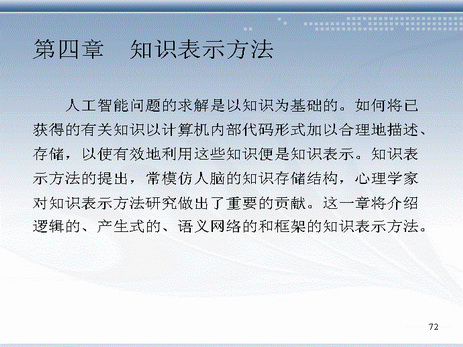 第四章　知识表示方法
人工智能问题的求解是以知识为基础的。如何将已
获得的有关知识以计算机内部代码形式加以合理地描述、
存储，以使有效地利用这些知识便是知识表示。知识表
示方法的提出，常模仿人脑的知识存储结构，心理学家
对知识表示方法研究做出了重要的贡献。这一章将介绍
逻辑的、产生式的、语义网络的和框架的知识表示方法。
72